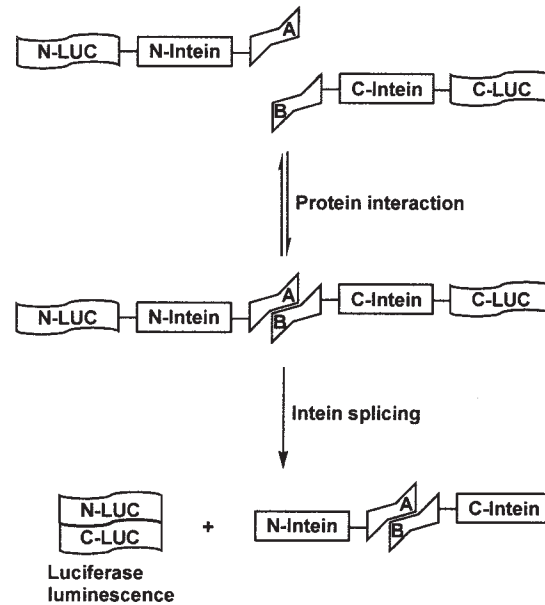 N-LUC N-Intein A
B C-Intein C-LUC
Protein interaction
N-LUC N-Intein A B C-Intein C-LUC
Intein splicing
N-LUC
C-LUC
+ N-Intein A B C-Intein
Luciferase
luminescence